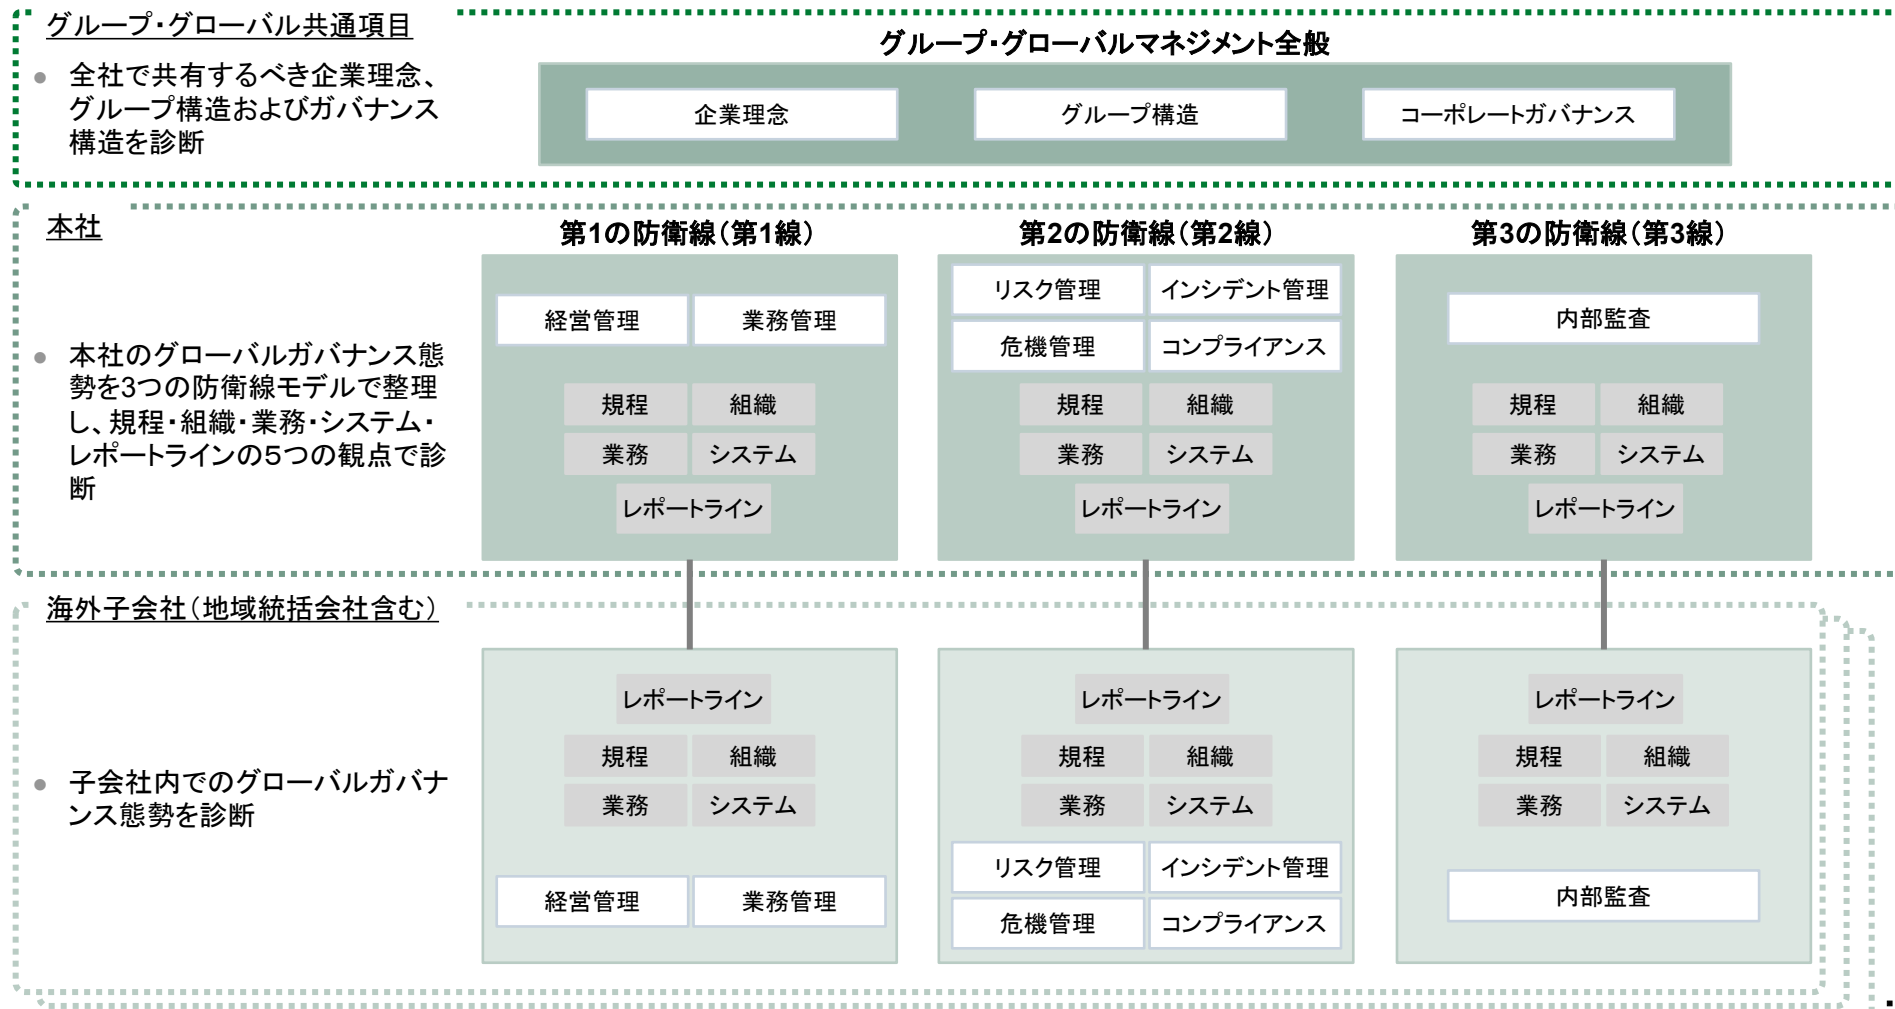 グループ・グローバル共通項目
● 全社で共有するべき企業理念、
グループ構造およびガバナンス
構造を診断
グループ・グローバルマネジメント全般
企業理念
グループ構造
コーポレートガバナンス
本社
● 本社のグローバルガバナンス態
勢を3つの防衛線モデルで整理
し、規程・組織・業務・システム・
レポートラインの5つの観点で診
断
第1の防衛線（第1線）
経営管理
業務管理
規程
組織
業務
システム
レポートライン
第2の防衛線（第2線）
リスク管理
インシデント管理
危機管理
コンプライアンス
規程
組織
業務
システム
レポートライン
第3の防衛線（第3線）
内部監査
規程
組織
業務
システム
レポートライン
海外子会社（地域統括会社含む）
● 子会社内でのグローバルガバナ
ンス態勢を診断
レポートライン
規程
組織
業務
システム
経営管理
業務管理
レポートライン
規程
組織
業務
システム
リスク管理
インシデント管理
危機管理
コンプライアンス
レポートライン
規程
組織
業務
システム
内部監査